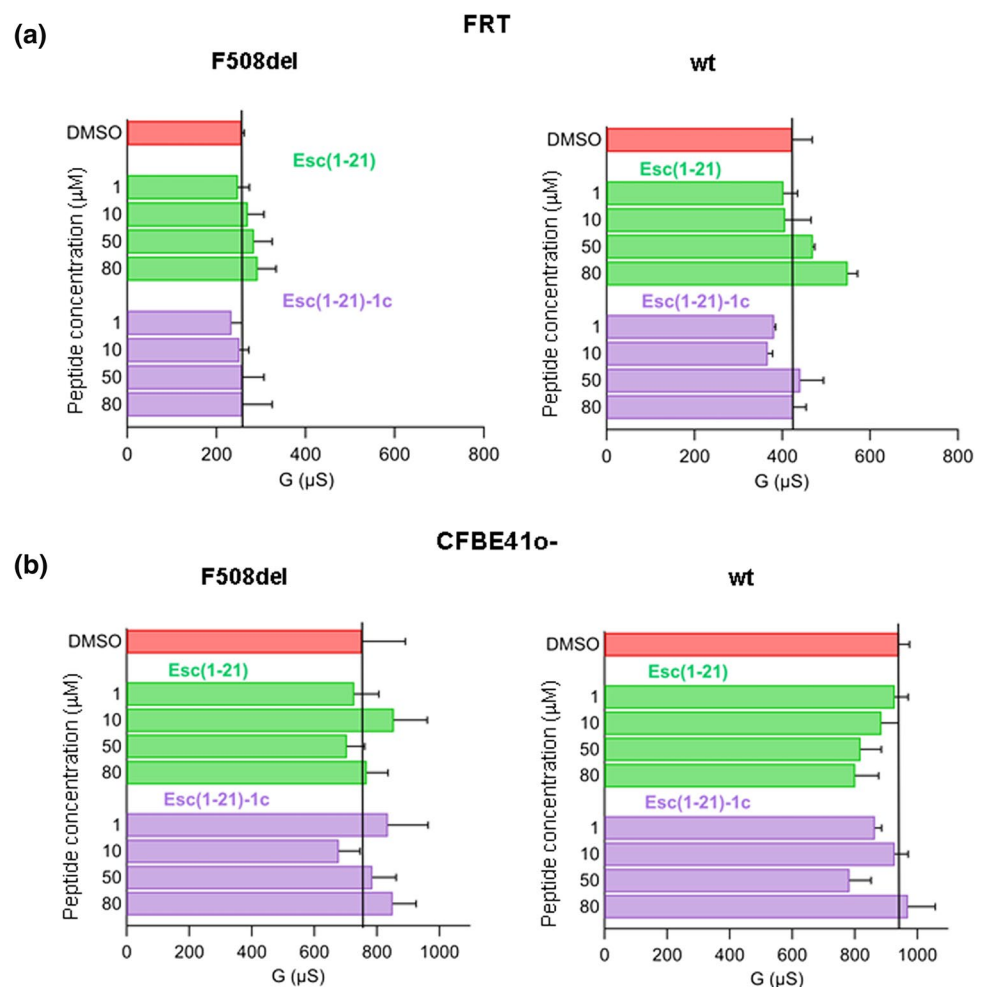 (a)
FRT
F508del
wt
Peptide concentration (μM)
DMSO
Esc(1-21)
1
10
50
80
Esc(1-21)-1c
1
10
50
80
0 200 400 600 800
G (μS)
Peptide concentration (μM)
DMSO
Esc(1-21)
1
10
50
80
Esc(1-21)-1c
1
10
50
80
0 200 400 600 800
G (μS)
(b)
CFBE41o-
F508del
wt
Peptide concentration (μM)
DMSO
Esc(1-21)
1
10
50
80
Esc(1-21)-1c
1
10
50
80
0 200 400 600 800 1000
G (μS)
Peptide concentration (μM)
DMSO
Esc(1-21)
1
10
50
80
Esc(1-21)-1c
1
10
50
80
0 200 400 600 800 1000
G (μS)